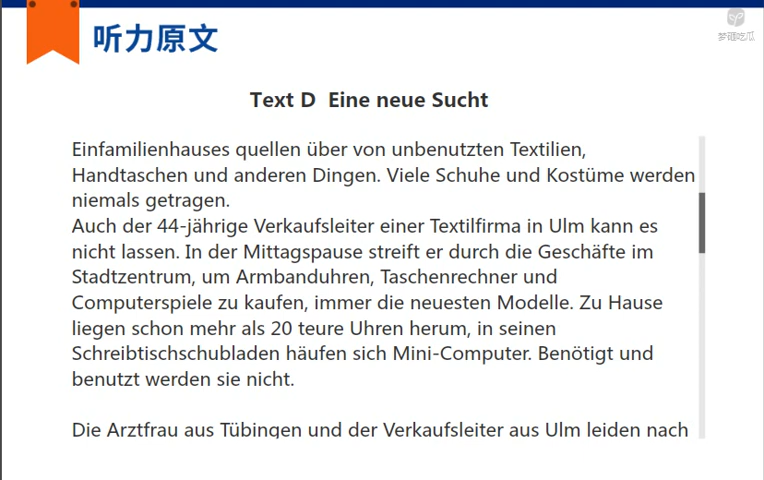 听力原文
梦砸吃瓜
Text D Eine neue Sucht
Einfamilienhauses quellen über von unbenutzten Textilien,
Handtaschen und anderen Dingen. Viele Schuhe und Kostüme werden
niemals getragen.
Auch der 44-jährige Verkaufsleiter einer Textilfirma in Ulm kann es
nicht lassen. In der Mittagspause streift er durch die Geschäfte im
Stadtzentrum, um Armbanduhren, Taschenrechner und
Computerspiele zu kaufen, immer die neuesten Modelle. Zu Hause
liegen schon mehr als 20 teure Uhren herum, in seinen
Schreibtischschubladen häufen sich Mini-Computer. Benötigt und
benutzt werden sie nicht.
Die Arztfrau aus Tübingen und der Verkaufsleiter aus Ulm leiden nach